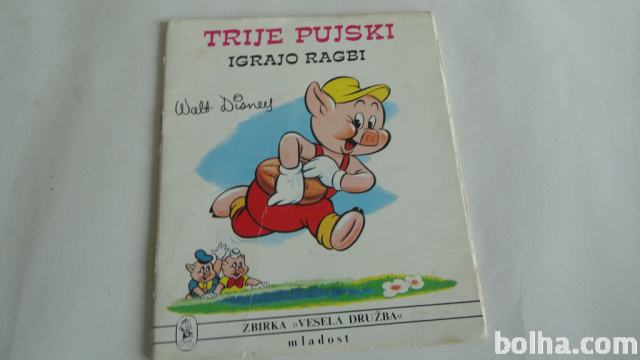 TRIJE PUJSKI
IGRAJO RAGBI
Walt Disney
ZBIRKA »VESELA DRUŽBA«
mladost
bolha.com